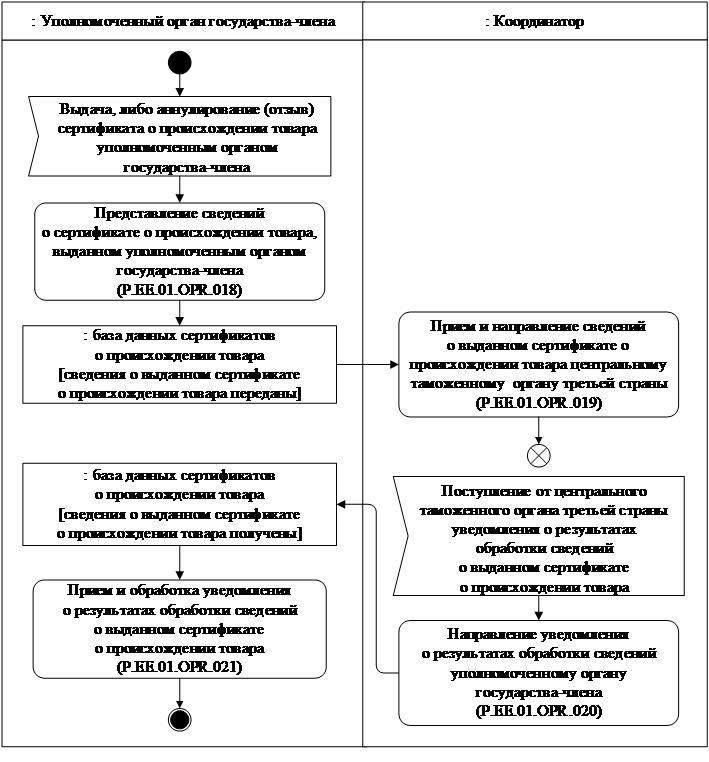 : Уполномоченный орган государства-члена
: Координатор
Выдача, либо аннулирование (отзыв)
сертификата о происхождении товара
уполномоченным органом
государства-члена
Представление сведений
о сертификате о происхождении товара,
выданном уполномоченным органом
государства-члена
(P.EE.01.OPR.018)
: база данных сертификатов
о происхождении товара
[сведения о выданном сертификате
о происхождении товара переданы]
Прием и направление сведений
о выданном сертификате о
происхождении товара центральному
таможенному органу третьей страны
(P.EE.01.OPR.019)
Поступление от центрального
таможенного органа третьей страны
уведомления о результатах
обработки сведений
о выданном сертификате
о происхождении товара
Направление уведомления
о результатах обработки сведений
уполномоченному органу
государства-члена
(P.EE.01.OPR.020)
: база данных сертификатов
о происхождении товара
[сведения о выданном сертификате
о происхождении товара получены]
Прием и обработка уведомления
о результатах обработки сведений
о выданном сертификате
о происхождении товара
(P.EE.01.OPR.021)